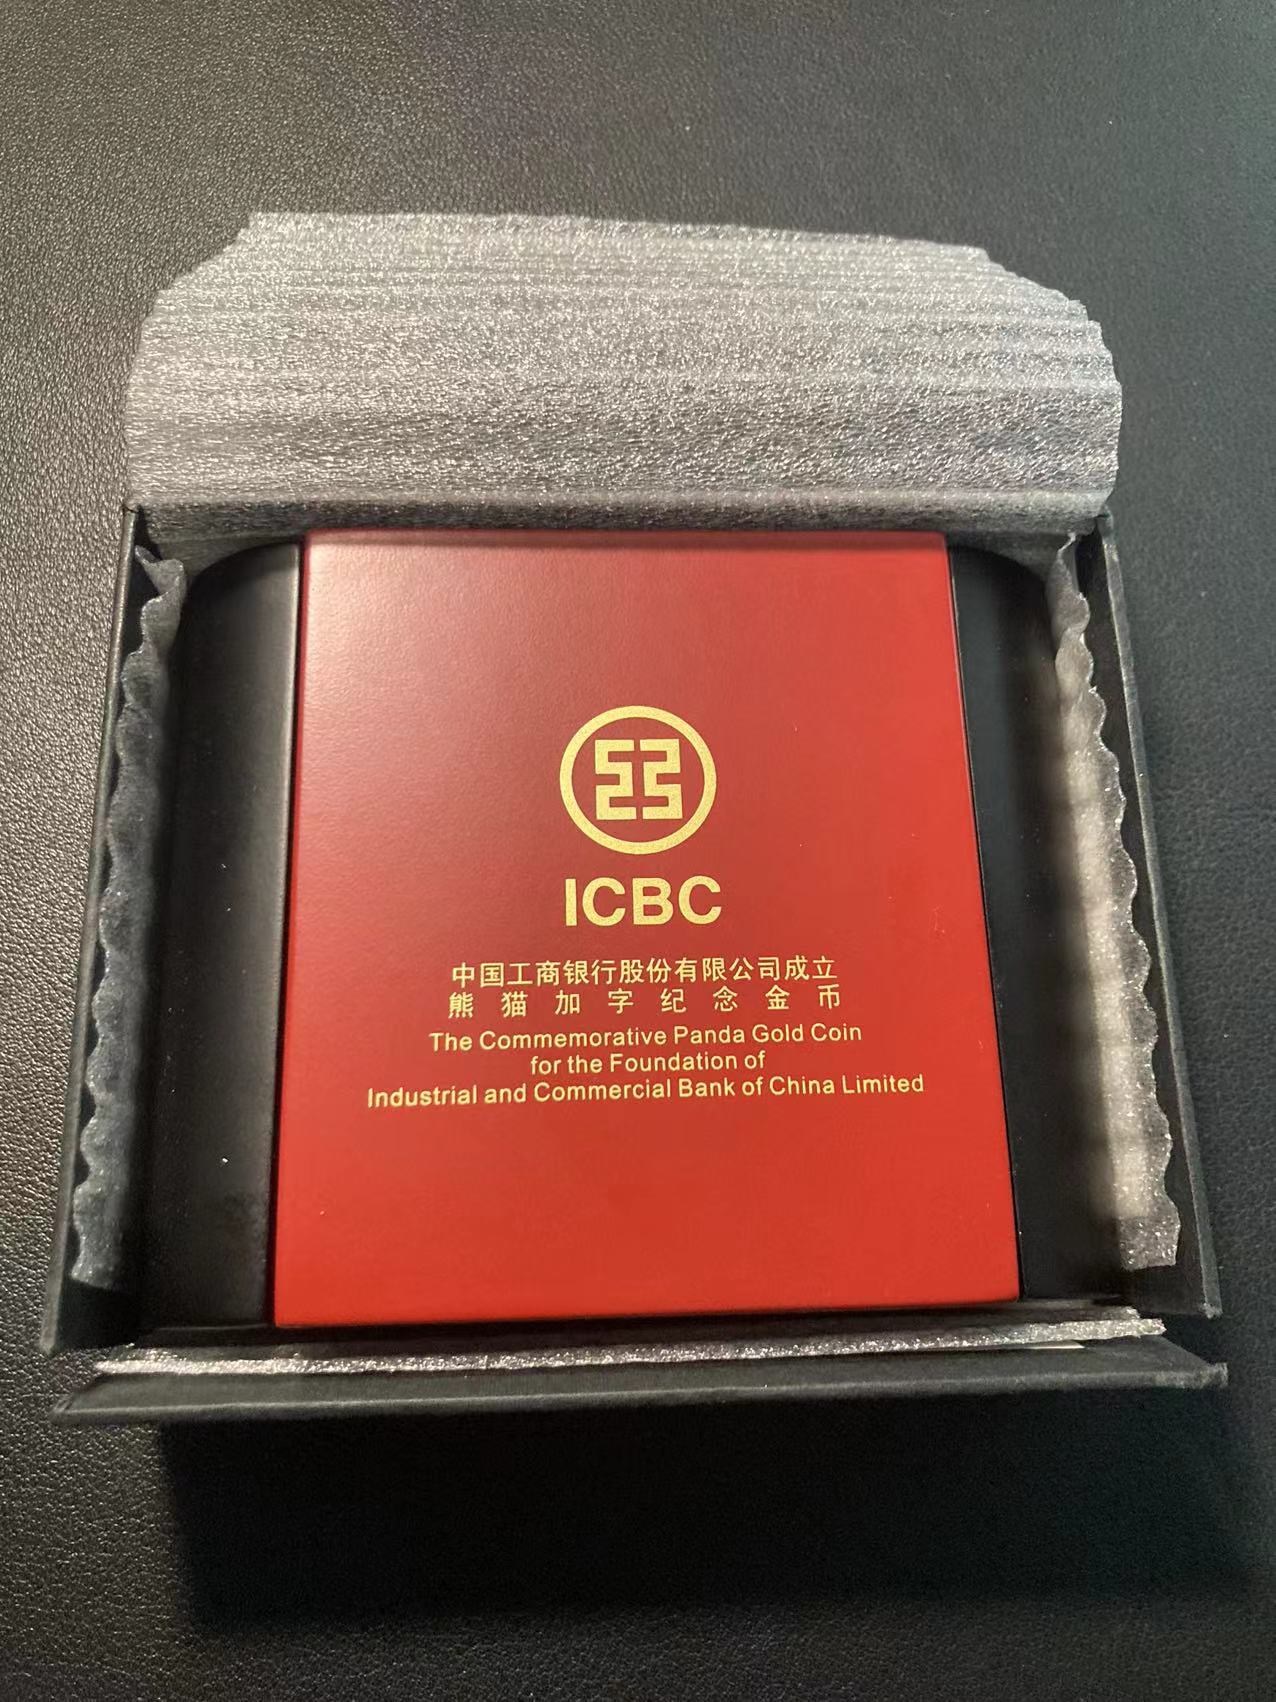 ICBC
中国工商银行股份有限公司成立
熊猫加字纪念金币
The Commemorative Panda Gold Coin
for the Foundation of
Industrial and Commercial Bank of China Limited